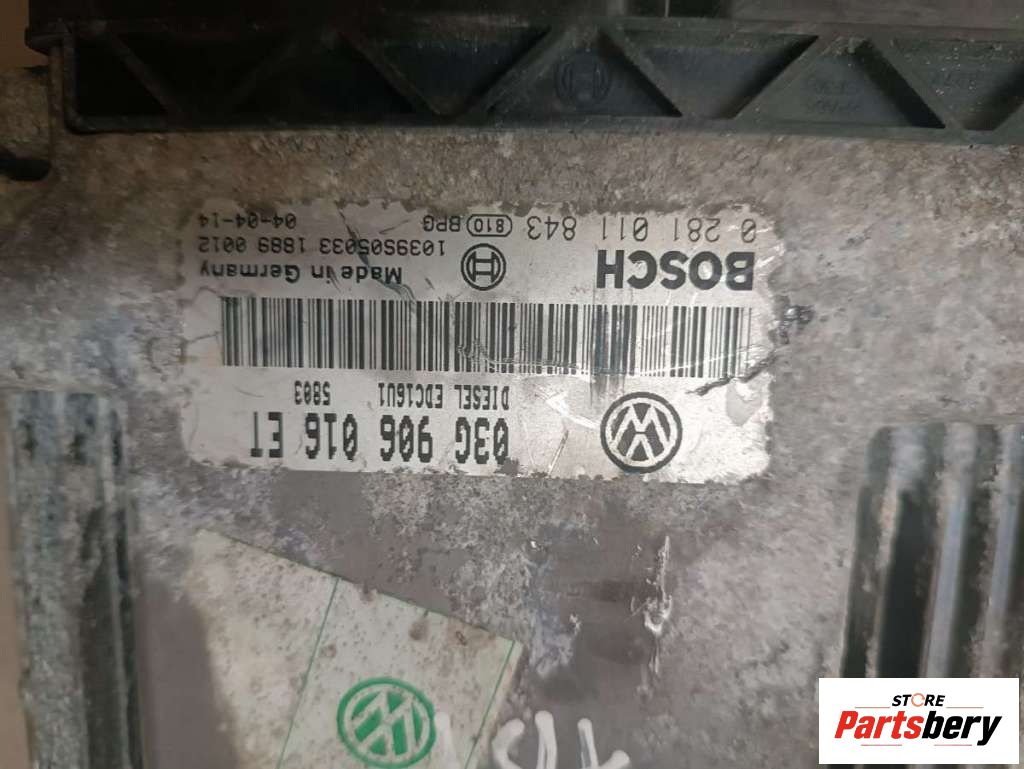 03G 906 016 ET
DIESEL EDC16U1 5803
BOSCH
Made in Germany
1039S05033 1889 0012
0 281 011 843
810 BPG
04-04-14
STORE
Partsbery